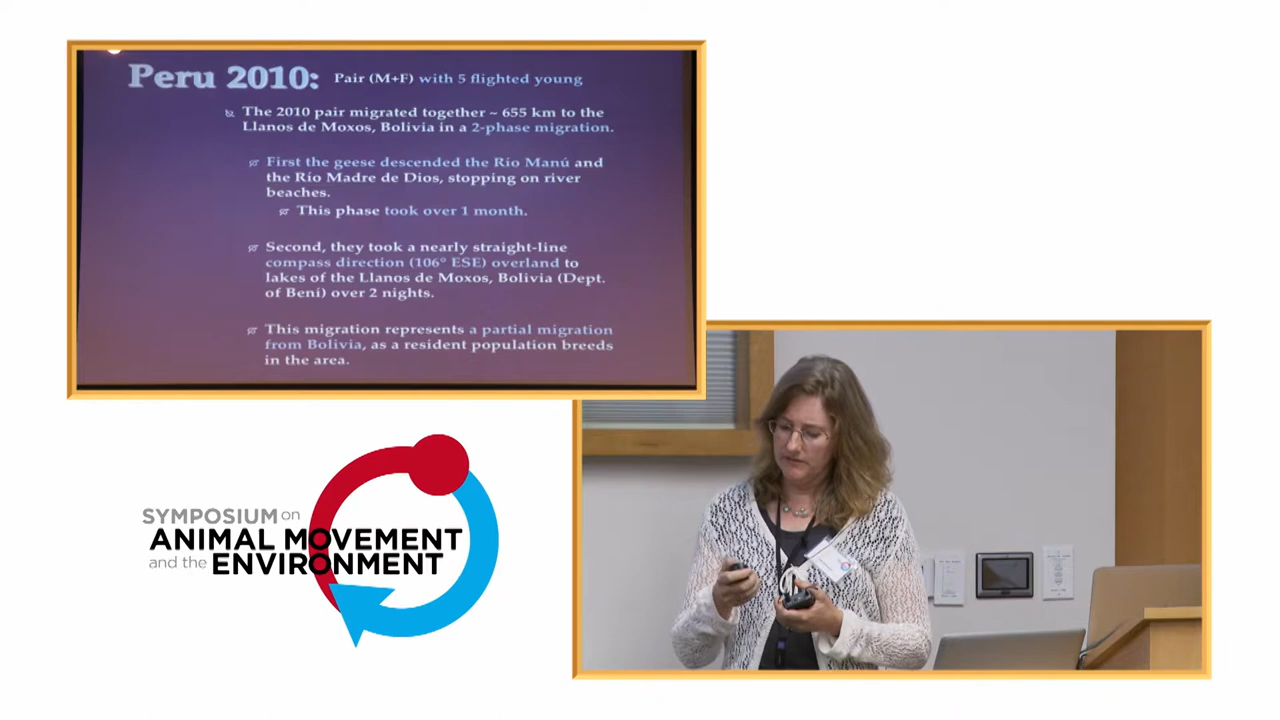 Peru 2010: Pair (M+F) with 5 flighted young
The 2010 pair migrated together ~ 655 km to the
Llanos de Moxos, Bolivia in a 2-phase migration.
First the geese descended the Río Manú and
the Río Madre de Dios, stopping on river
beaches.
This phase took over 1 month.
Second, they took a nearly straight-line
compass direction (106° ESE) overland to
lakes of the Llanos de Moxos, Bolivia (Dept.
of Bení) over 2 nights.
This migration represents a partial migration
from Bolivia, as a resident population breeds
in the area.
SYMPOSIUM on
ANIMAL MOVEMENT
and the ENVIRONMENT